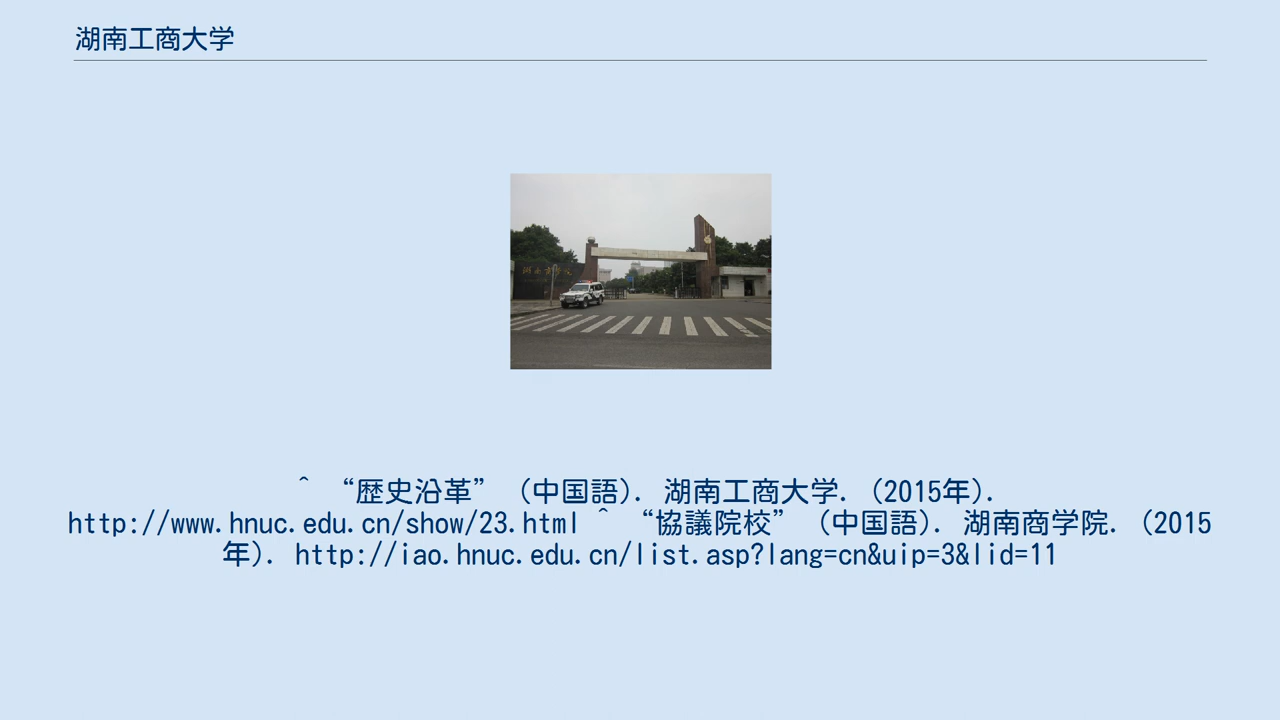 湖南工商大学
^ “歴史沿革” (中国語). 湖南工商大学. (2015年).
http://www.hnuc.edu.cn/show/23.html ^ “協議院校” (中国語). 湖南商学院. (2015
年). http://iao.hnuc.edu.cn/list.asp?lang=cn&uip=3&lid=11